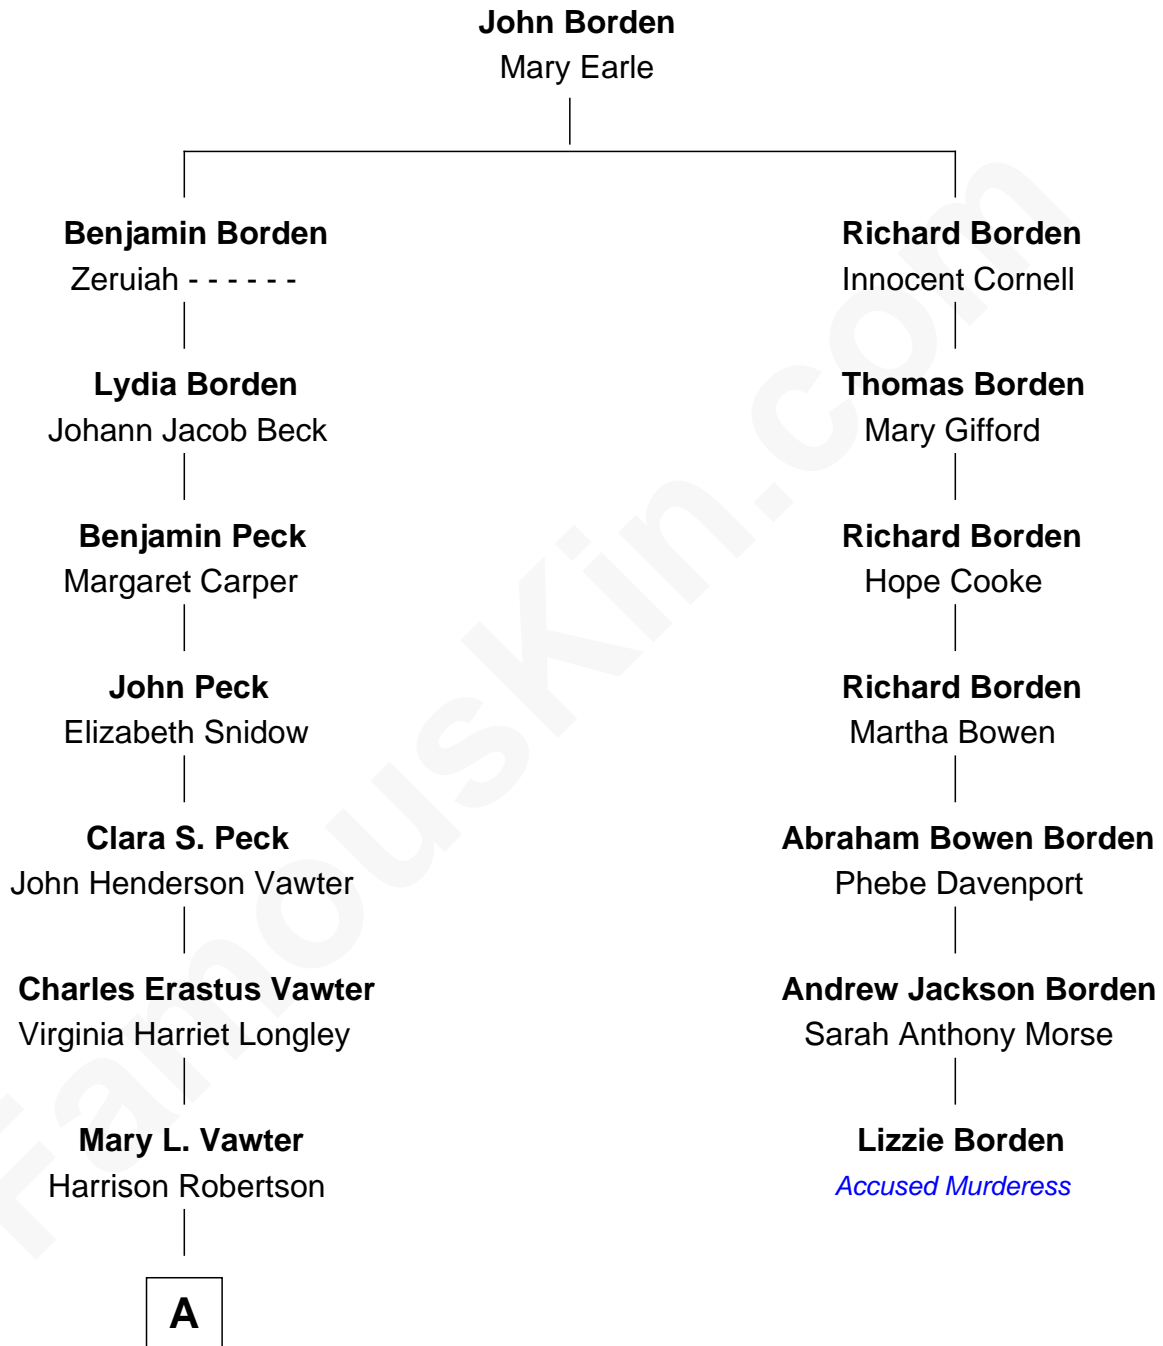 John Borden
Mary Earle
Benjamin Borden
Zeruiah - - - - - -
Richard Borden
Innocent Cornell
Lydia Borden
Johann Jacob Beck
Thomas Borden
Mary Gifford
Benjamin Peck
Margaret Carper
Richard Borden
Hope Cooke
John Peck
Elizabeth Snidow
Richard Borden
Martha Bowen
Clara S. Peck
John Henderson Vawter
Abraham Bowen Borden
Phebe Davenport
Charles Erastus Vawter
Virginia Harriet Longley
Andrew Jackson Borden
Sarah Anthony Morse
Mary L. Vawter
Harrison Robertson
Lizzie Borden
Accused Murderess
A
FamousKin.com